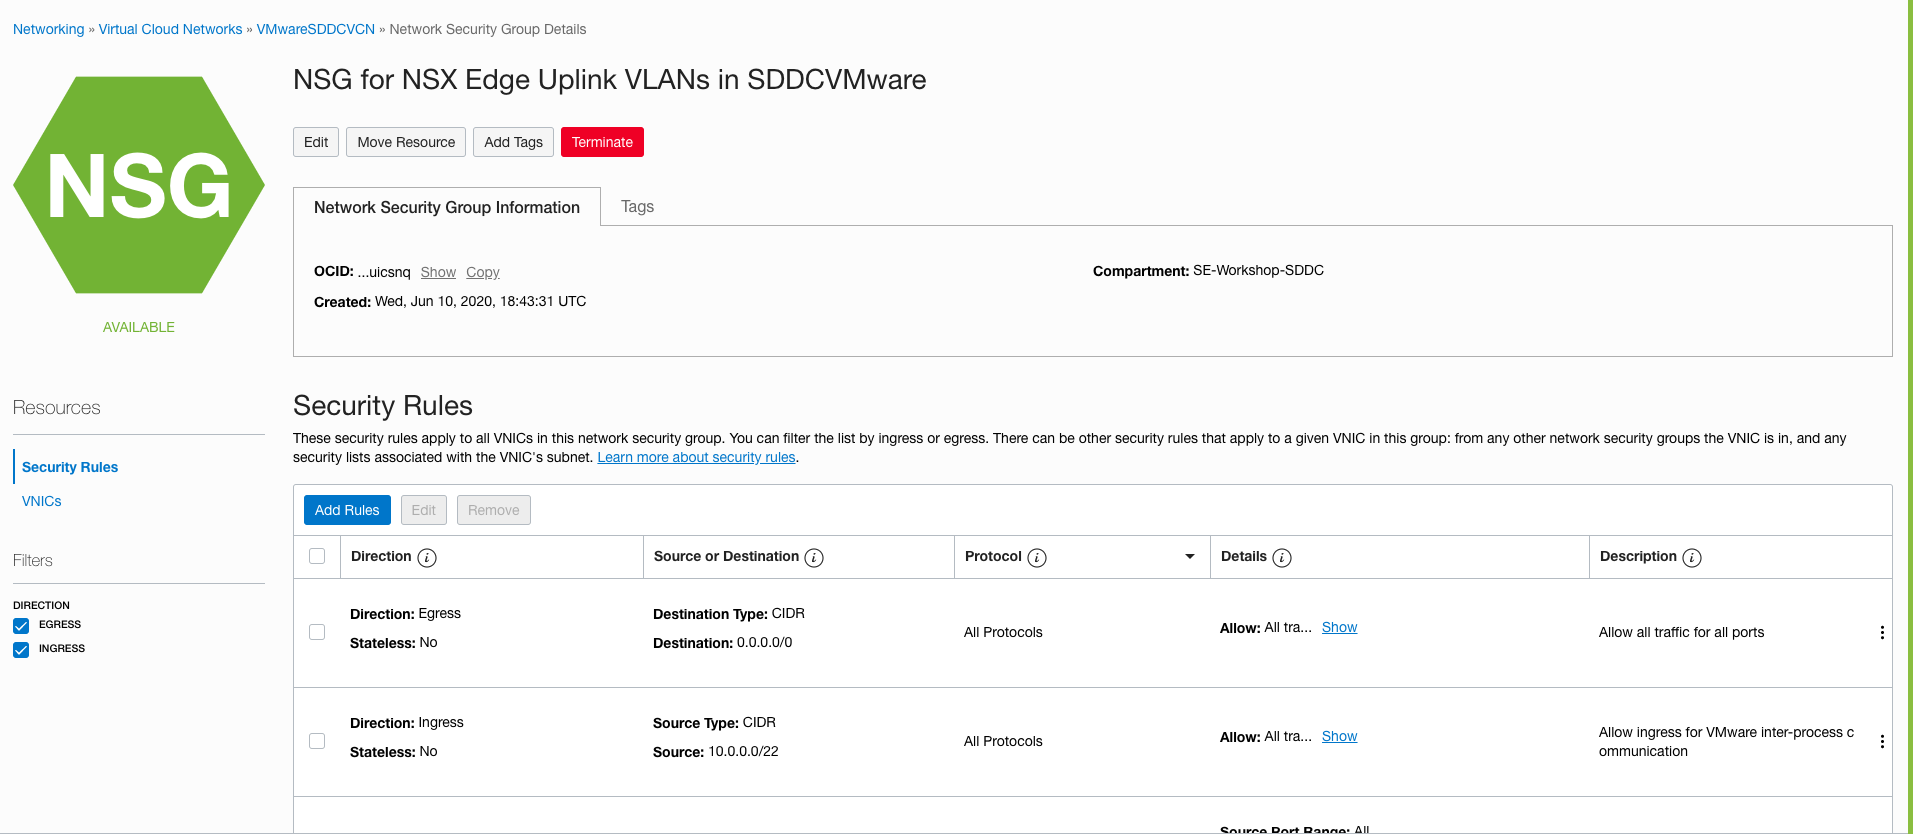 Networking » Virtual Cloud Networks » VMwareSDDCVCN » Network Security Group Details
NSG
AVAILABLE
NSG for NSX Edge Uplink VLANs in SDDCVMware
Edit Move Resource Add Tags Terminate
Network Security Group Information Tags
OCID: ...uicsnq Show Copy
Compartment: SE-Workshop-SDDC
Created: Wed, Jun 10, 2020, 18:43:31 UTC
Resources
Security Rules
VNICs
Filters
DIRECTION
EGRESS
INGRESS
Security Rules
These security rules apply to all VNICs in this network security group. You can filter the list by ingress or egress. There can be other security rules that apply to a given VNIC in this group: from any other network security groups the VNIC is in, and any
security lists associated with the VNIC's subnet. Learn more about security rules.
Add Rules Edit Remove
Direction i Source or Destination i Protocol i Details i Description i
Direction: Egress
Stateless: No
Destination Type: CIDR
Destination: 0.0.0.0/0
All Protocols
Allow: All tra... Show
Allow all traffic for all ports
Direction: Ingress
Stateless: No
Source Type: CIDR
Source: 10.0.0.0/22
All Protocols
Allow: All tra... Show
Allow ingress for VMware inter-process c
ommunication
Source Port Range: All